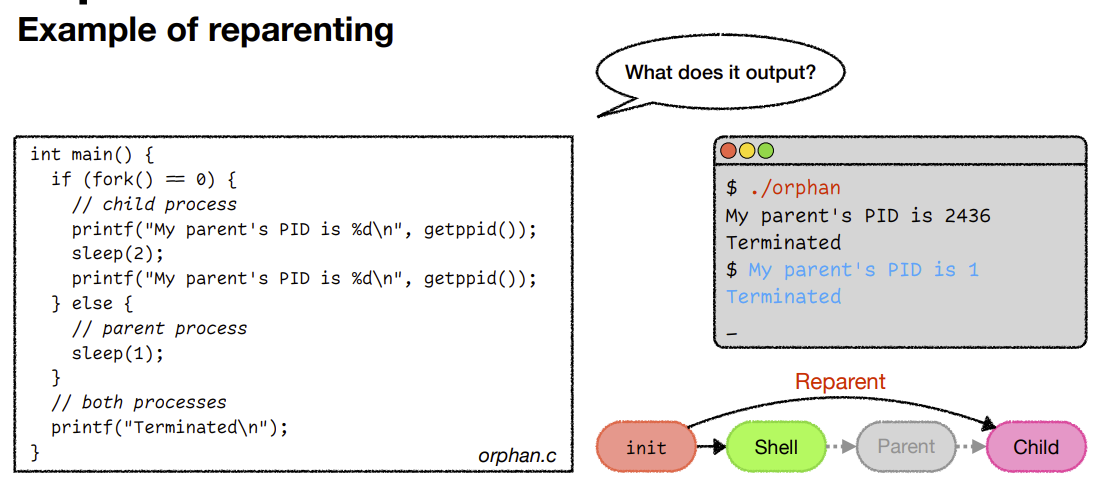 Example of reparenting
What does it output?
int main() {
  if (fork() == 0) {
    // child process
    printf("My parent's PID is %d\n", getppid());
    sleep(2);
    printf("My parent's PID is %d\n", getppid());
  } else {
    // parent process
    sleep(1);
  }
  // both processes
  printf("Terminated\n");
}
orphan.c
$ ./orphan
My parent's PID is 2436
Terminated
$ My parent's PID is 1
Terminated
_
Reparent
init
Shell
Parent
Child